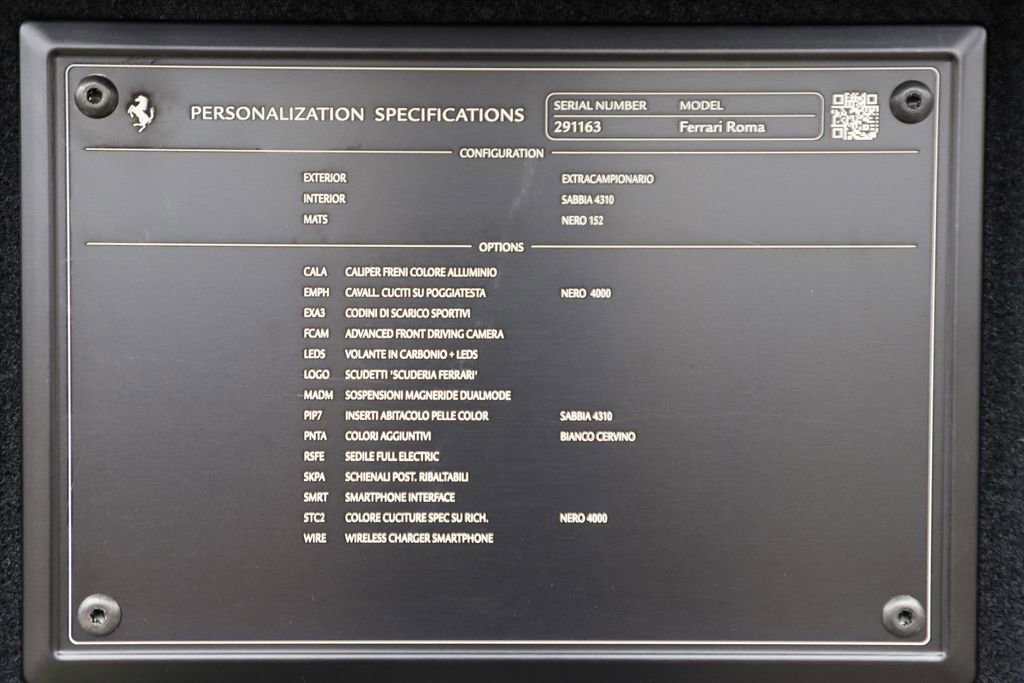 PERSONALIZATION SPECIFICATIONS
SERIAL NUMBER MODEL
291163 Ferrari Roma
CONFIGURATION
EXTERIOR EXTRACAMPIONARIO
INTERIOR SABBIA 4310
MATS NERO 152
OPTIONS
CALA CALIPER FRENI COLORE ALLUMINIO
EMPH CAVALL. CUCITI SU POGGIATESTA NERO 4000
EXA3 CODINI DI SCARICO SPORTIVI
FCAM ADVANCED FRONT DRIVING CAMERA
LEDS VOLANTE IN CARBONIO + LEDS
LOGO SCUDETTI 'SCUDERIA FERRARI'
MADM SOSPENSIONI MAGNERIDE DUALMODE
PIP7 INSERTI ABITACOLO PELLE COLOR SABBIA 4310
PNTA COLORI AGGIUNTIVI BIANCO CERVINO
RSFE SEDILE FULL ELECTRIC
SKPA SCHIENALI POST. RIBALTABILI
SMRT SMARTPHONE INTERFACE
STC2 COLORE CUCITURE SPEC SU RICH. NERO 4000
WIRE WIRELESS CHARGER SMARTPHONE